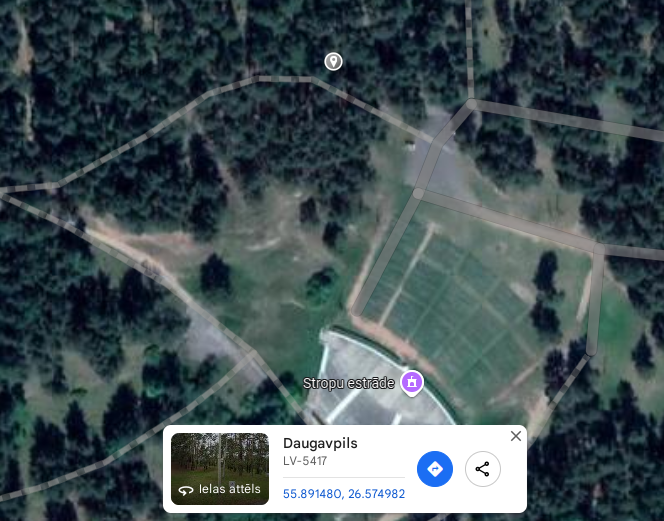 Stropu estrāde
Daugavpils
LV-5417
Ielas attēls
55.891480, 26.574982